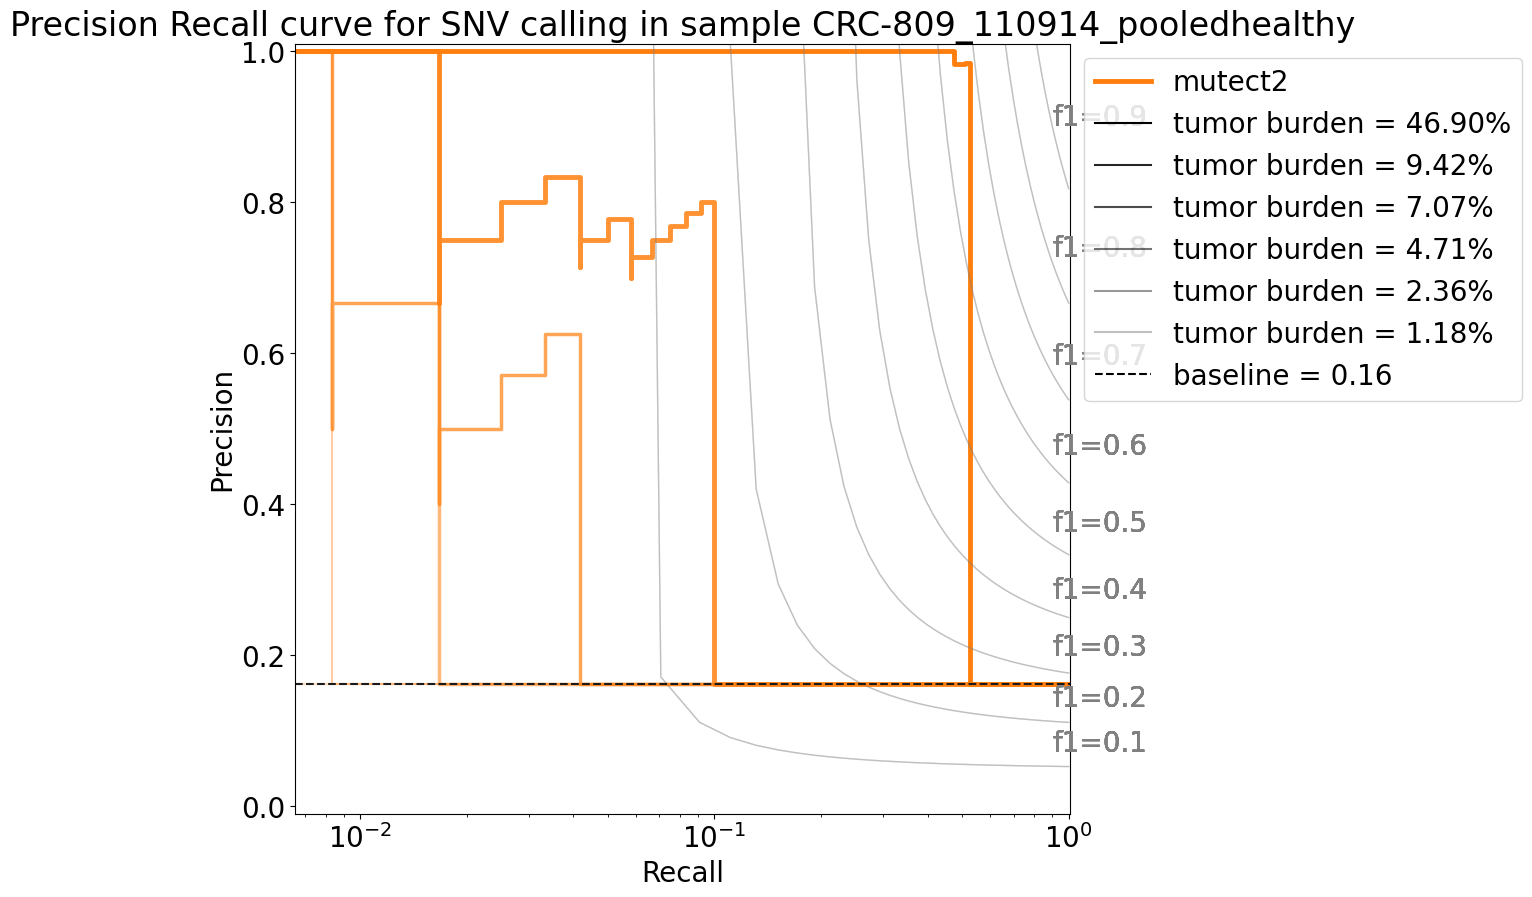 Precision Recall curve for SNV calling in sample CRC-809_110914_pooledhealthy
1.0
0.8
0.6
0.4
0.2
0.0
Precision
10⁻²
10⁻¹
10⁰
Recall
f1=0.9
f1=0.8
f1=0.7
f1=0.6
f1=0.5
f1=0.4
f1=0.3
f1=0.2
f1=0.1
mutect2
tumor burden = 46.90%
tumor burden = 9.42%
tumor burden = 7.07%
tumor burden = 4.71%
tumor burden = 2.36%
tumor burden = 1.18%
baseline = 0.16